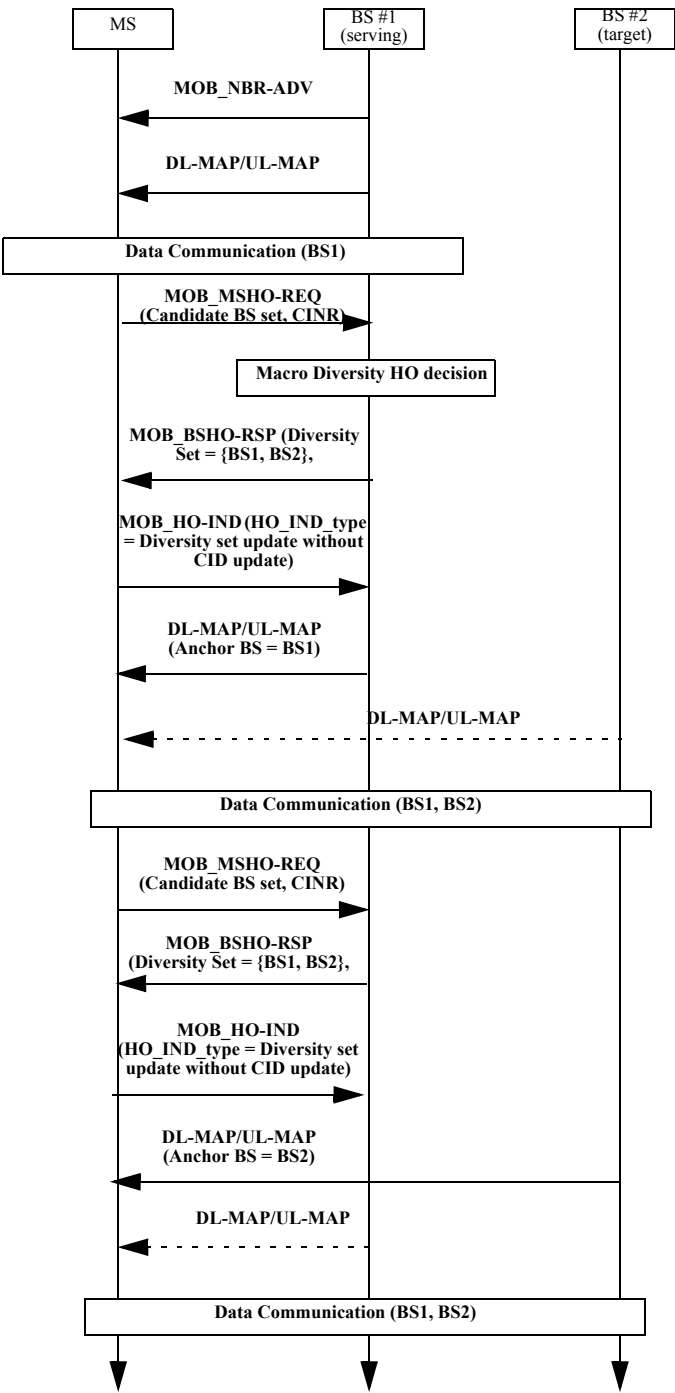 MS
BS #1
(serving)
BS #2
(target)
MOB_NBR-ADV
DL-MAP/UL-MAP
Data Communication (BS1)
MOB_MSHO-REQ
(Candidate BS set, CINR)
Macro Diversity HO decision
MOB_BSHO-RSP (Diversity
Set = {BS1, BS2},
MOB_HO-IND (HO_IND_type
= Diversity set update without
CID update)
DL-MAP/UL-MAP
(Anchor BS = BS1)
DL-MAP/UL-MAP
Data Communication (BS1, BS2)
MOB_MSHO-REQ
(Candidate BS set, CINR)
MOB_BSHO-RSP
(Diversity Set = {BS1, BS2},
MOB_HO-IND
(HO_IND_type = Diversity set
update without CID update)
DL-MAP/UL-MAP
(Anchor BS = BS2)
DL-MAP/UL-MAP
Data Communication (BS1, BS2)